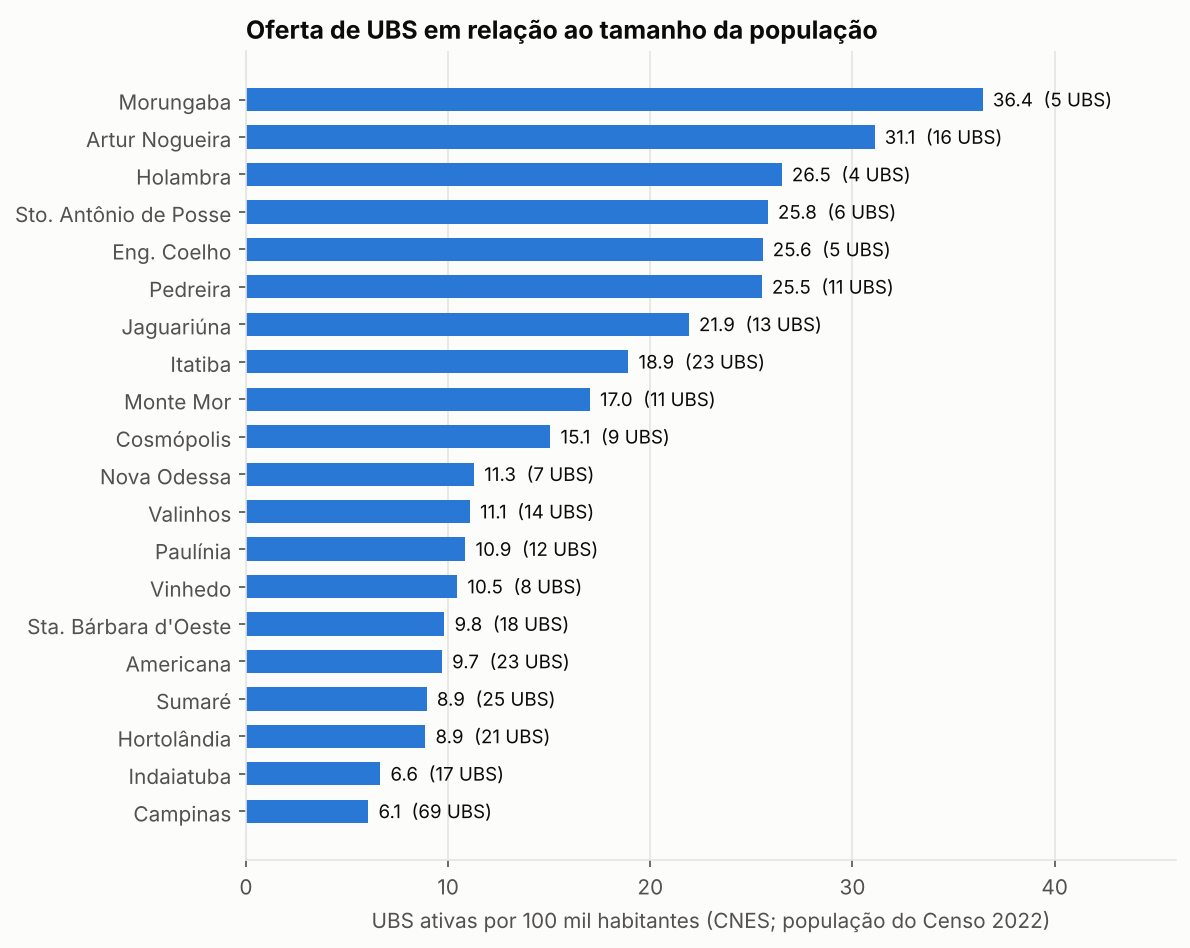 Oferta de UBS em relação ao tamanho da população
Morungaba 36.4 (5 UBS)
Artur Nogueira 31.1 (16 UBS)
Holambra 26.5 (4 UBS)
Sto. Antônio de Posse 25.8 (6 UBS)
Eng. Coelho 25.6 (5 UBS)
Pedreira 25.5 (11 UBS)
Jaguariúna 21.9 (13 UBS)
Itatiba 18.9 (23 UBS)
Monte Mor 17.0 (11 UBS)
Cosmópolis 15.1 (9 UBS)
Nova Odessa 11.3 (7 UBS)
Valinhos 11.1 (14 UBS)
Paulínia 10.9 (12 UBS)
Vinhedo 10.5 (8 UBS)
Sta. Bárbara d'Oeste 9.8 (18 UBS)
Americana 9.7 (23 UBS)
Sumaré 8.9 (25 UBS)
Hortolândia 8.9 (21 UBS)
Indaiatuba 6.6 (17 UBS)
Campinas 6.1 (69 UBS)
0 10 20 30 40
UBS ativas por 100 mil habitantes (CNES; população do Censo 2022)